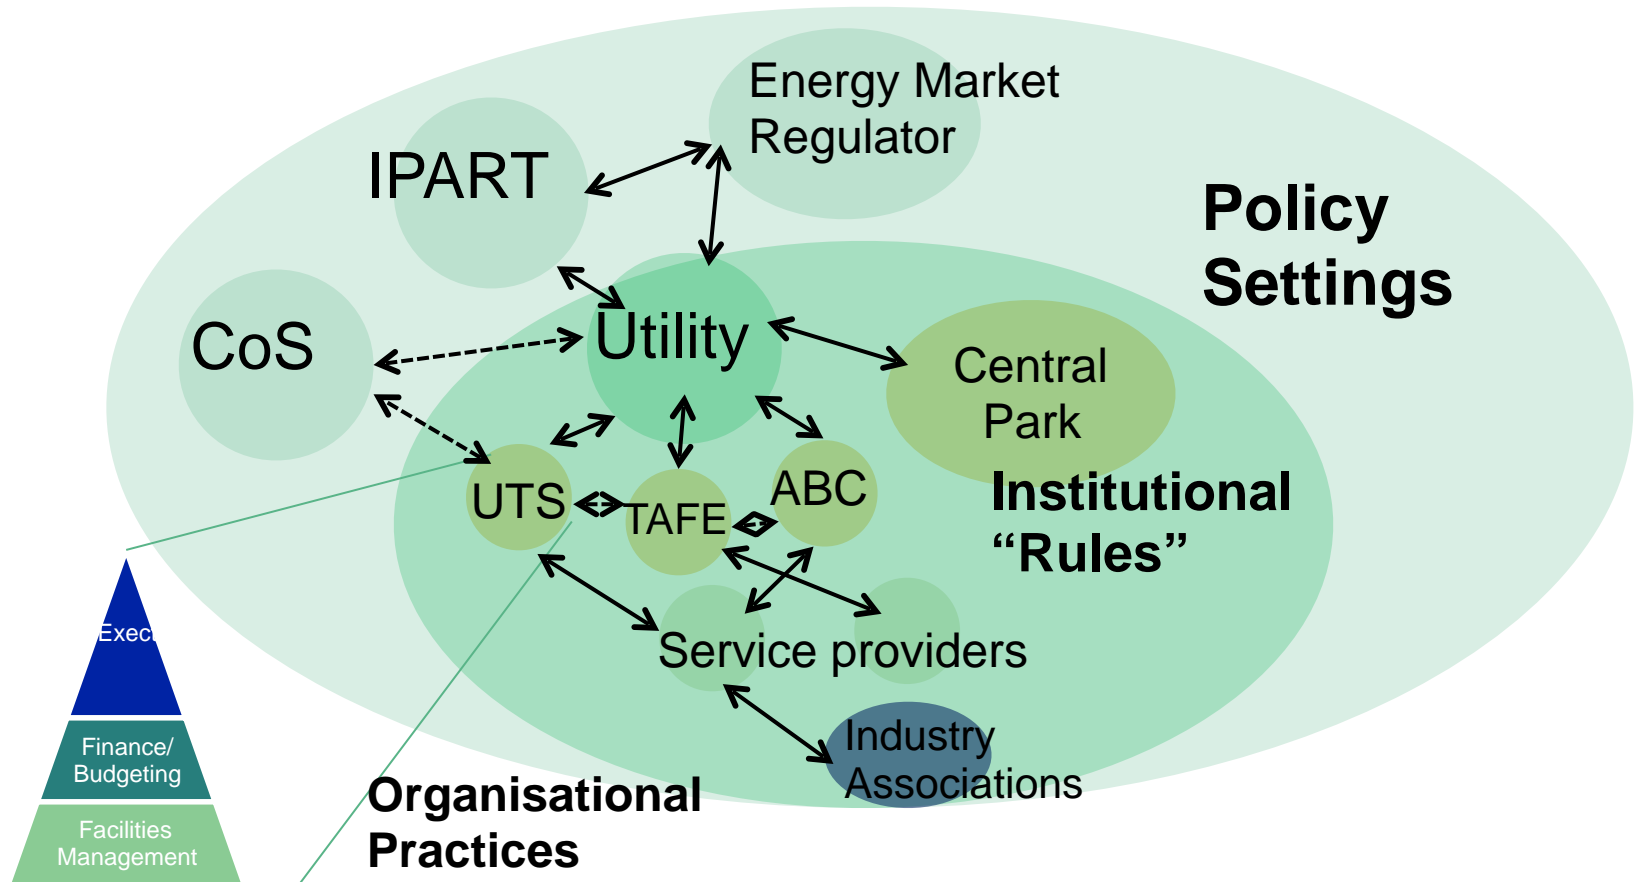 Energy Market
Regulator
IPART
Policy
Settings
CoS
Utility
Central
Park
UTS
TAFE
ABC
Institutional
“Rules”
Service providers
Exect
Finance/
Budgeting
Facilities
Management
Industry
Associations
Organisational
Practices